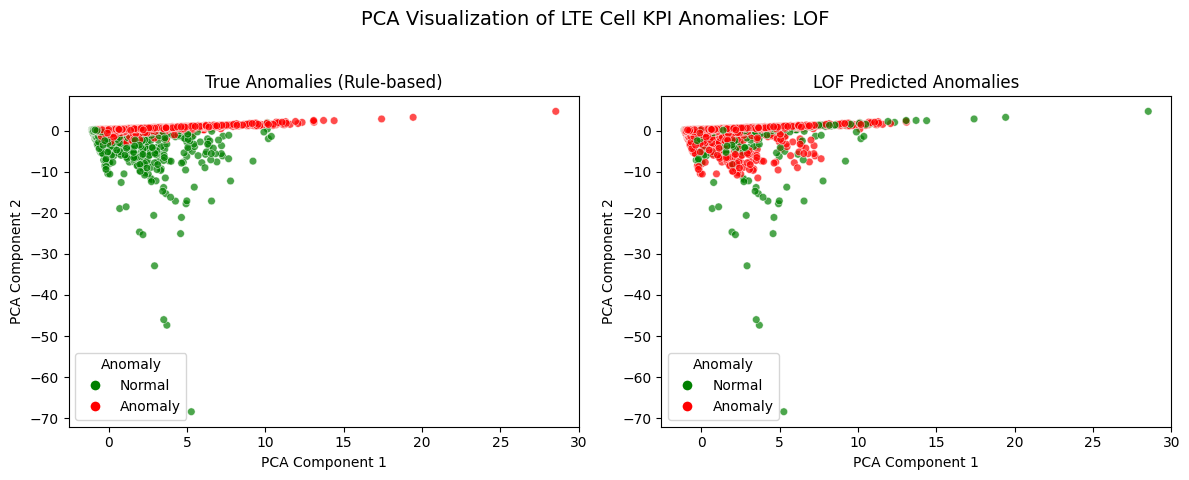 PCA Visualization of LTE Cell KPI Anomalies: LOF
True Anomalies (Rule-based)
PCA Component 2
0
−10
−20
−30
−40
−50
−60
−70
Anomaly
Normal
Anomaly
0
5
10
15
20
25
30
PCA Component 1
LOF Predicted Anomalies
PCA Component 2
0
−10
−20
−30
−40
−50
−60
−70
Anomaly
Normal
Anomaly
0
5
10
15
20
25
30
PCA Component 1